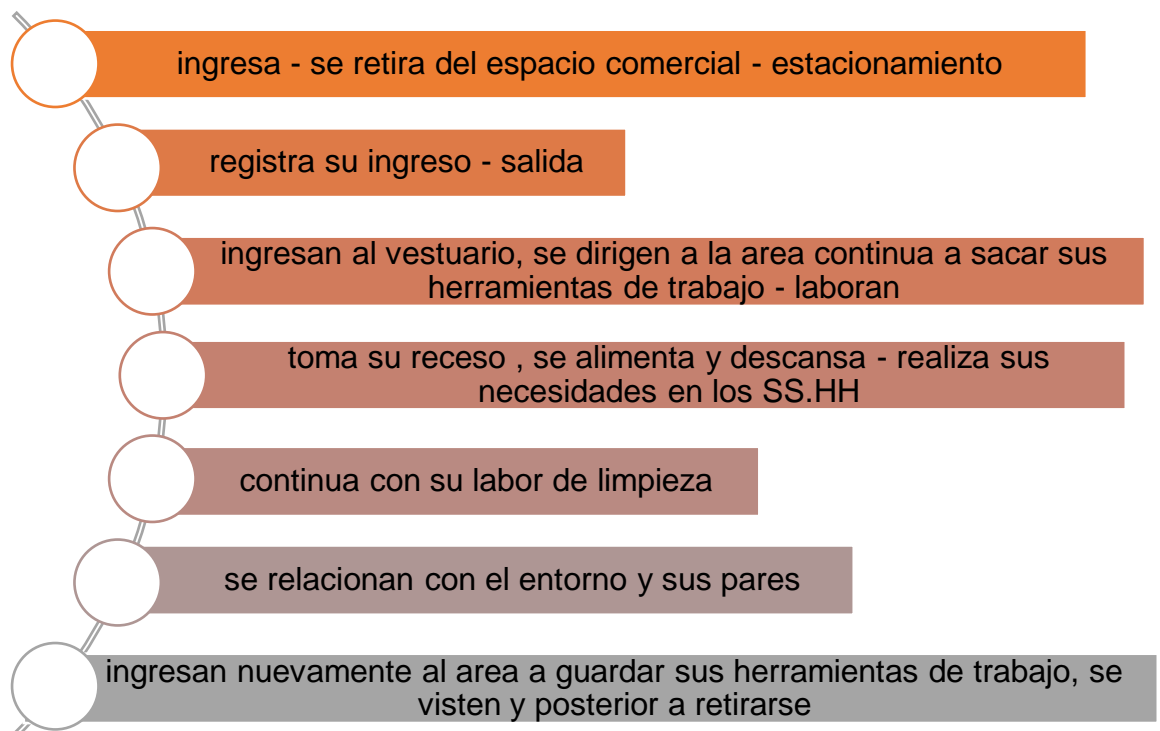 ingresa - se retira del espacio comercial - estacionamiento
registra su ingreso - salida
ingresan al vestuario, se dirigen a la area continua a sacar sus
herramientas de trabajo - laboran
toma su receso , se alimenta y descansa - realiza sus
necesidades en los SS.HH
continua con su labor de limpieza
se relacionan con el entorno y sus pares
ingresan nuevamente al area a guardar sus herramientas de trabajo, se
visten y posterior a retirarse